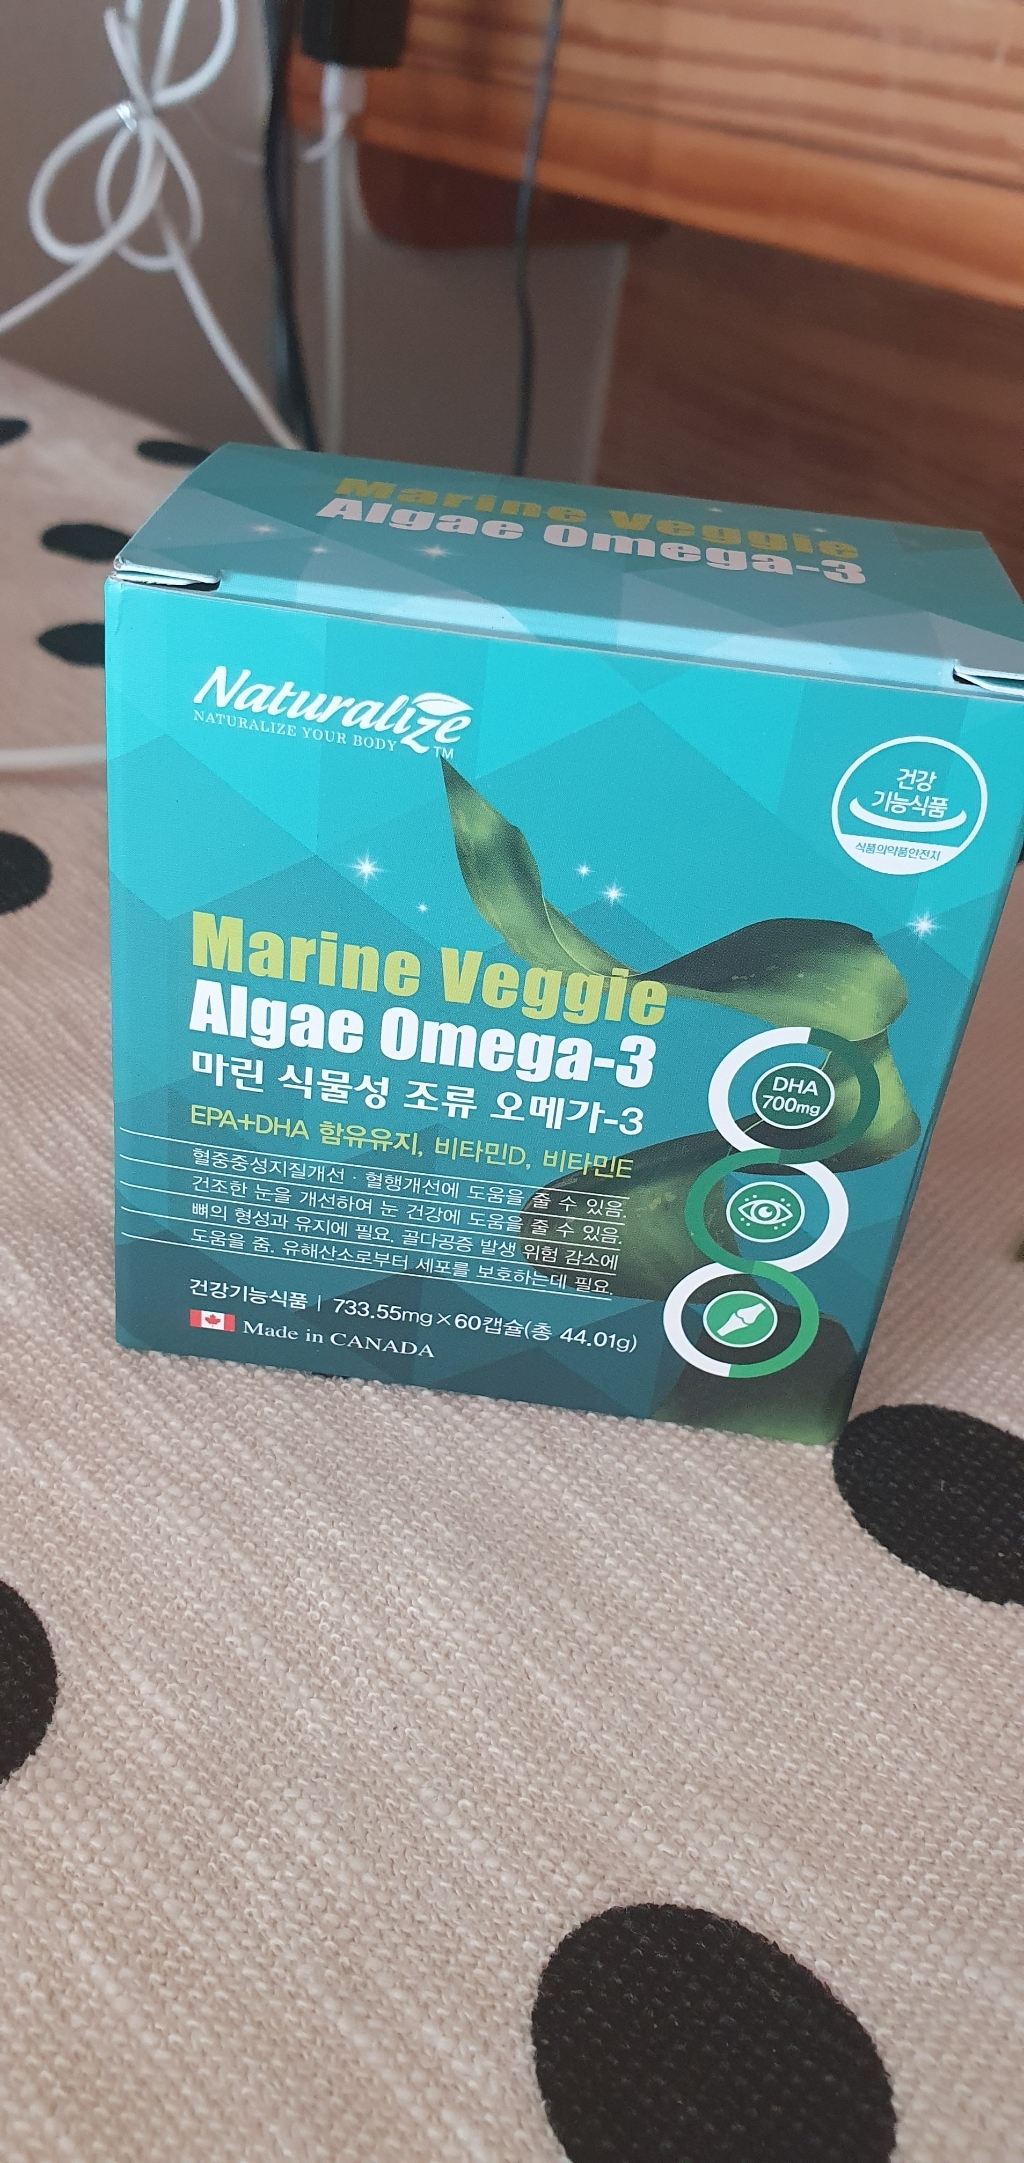 Marine Veggie
Algae Omega-3
Naturalize
NATURALIZE YOUR BODY TM
건강
기능식품
식품의약품안전처
Marine Veggie
Algae Omega-3
마린 식물성 조류 오메가-3
EPA+DHA 함유유지, 비타민D, 비타민E
혈중중성지질개선 · 혈행개선에 도움을 줄 수 있음.
건조한 눈을 개선하여 눈 건강에 도움을 줄 수 있음.
뼈의 형성과 유지에 필요. 골다공증 발생 위험 감소에
도움을 줌. 유해산소로부터 세포를 보호하는데 필요.
DHA
700mg
건강기능식품 | 733.55mg×60캡슐(총 44.01g)
Made in CANADA